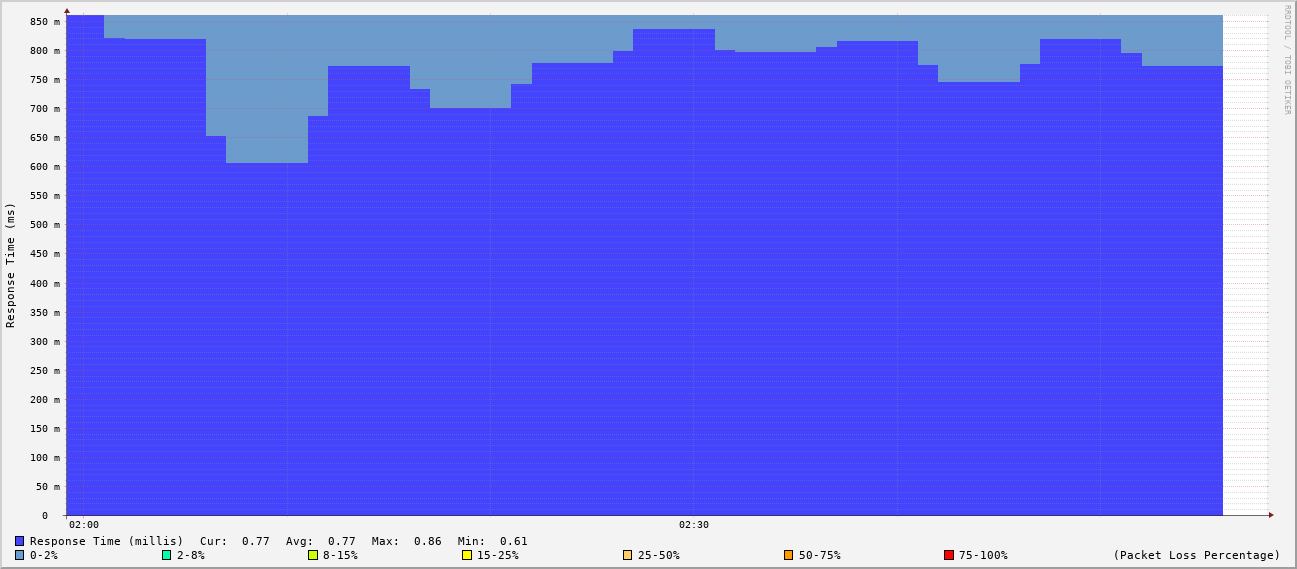 RRDTOOL / TOBI OETIKER
Response Time (ms)
850 m
800 m
750 m
700 m
650 m
600 m
550 m
500 m
450 m
400 m
350 m
300 m
250 m
200 m
150 m
100 m
50 m
0
02:00 02:30
Response Time (millis) Cur: 0.77 Avg: 0.77 Max: 0.86 Min: 0.61
0-2% 2-8% 8-15% 15-25% 25-50% 50-75% 75-100% (Packet Loss Percentage)